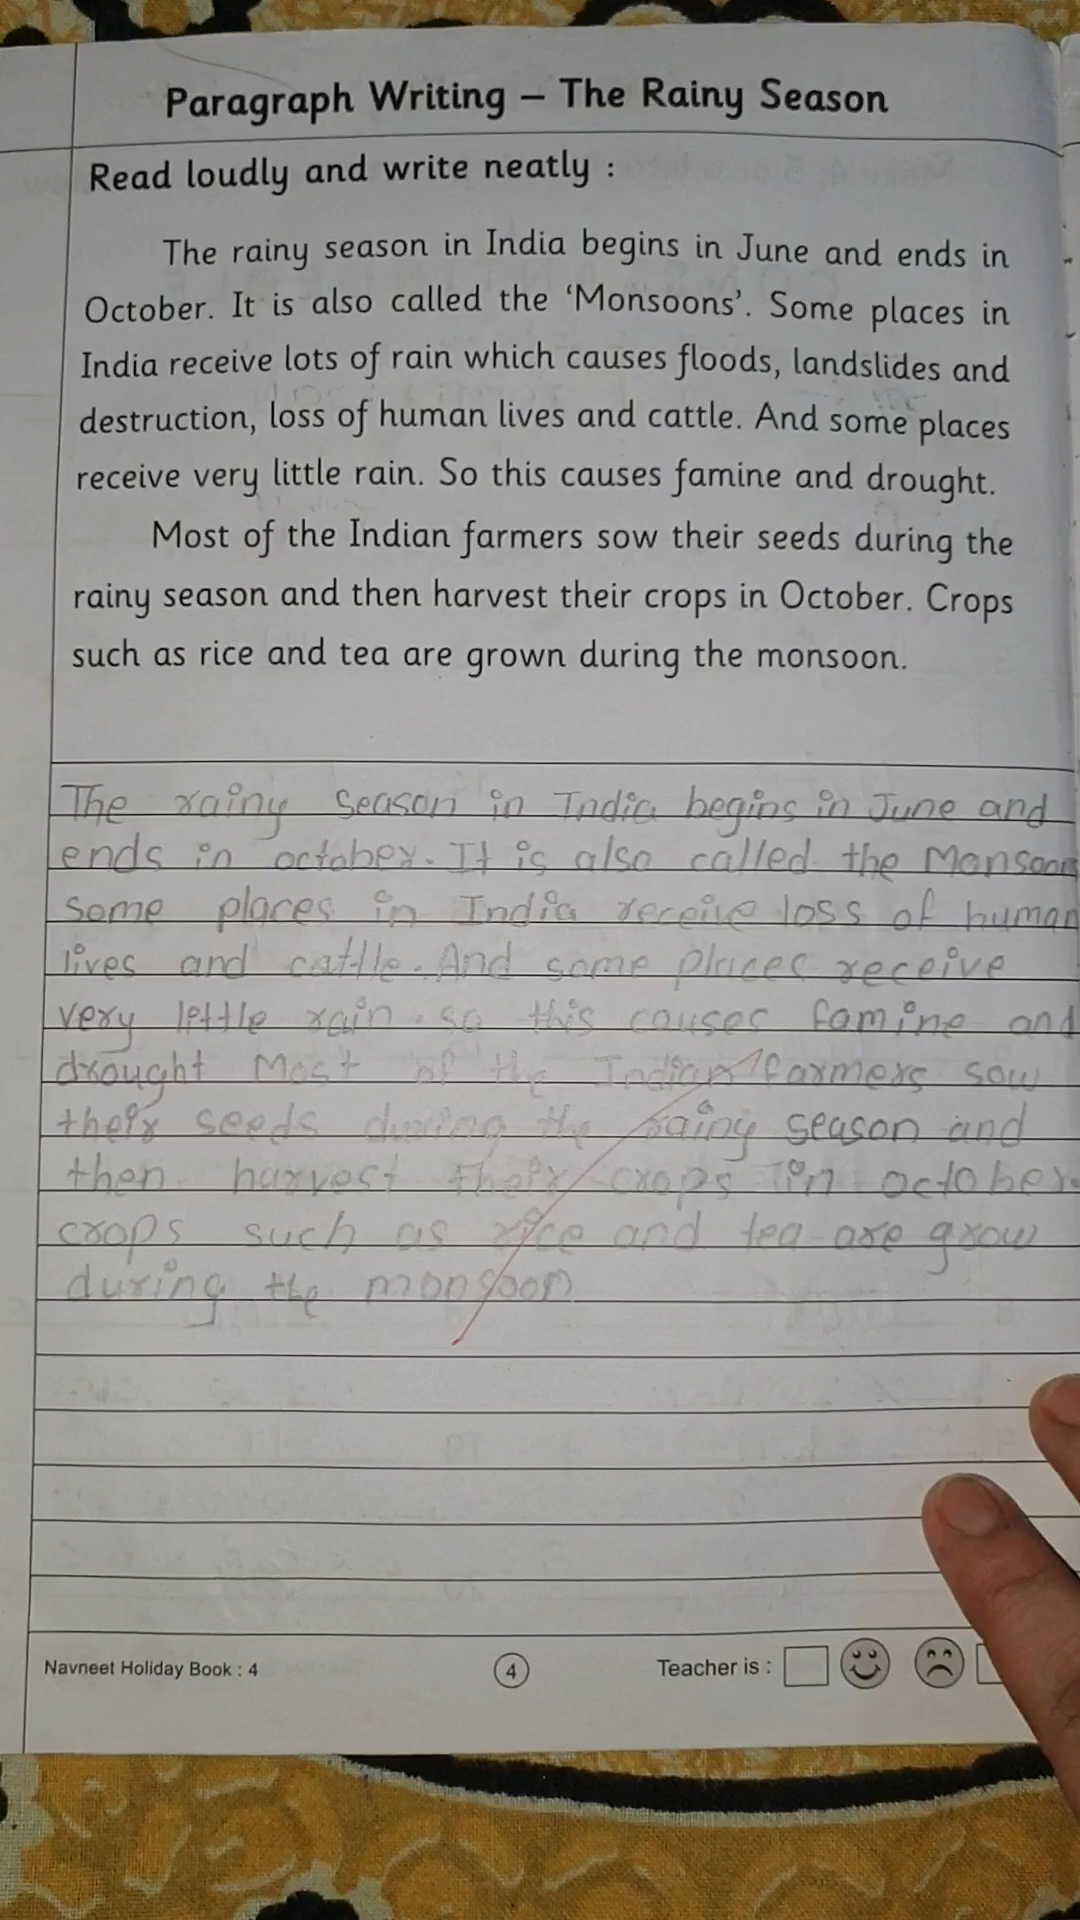 Paragraph Writing – The Rainy Season
Read loudly and write neatly :
The rainy season in India begins in June and ends in
October. It is also called the ‘Monsoons’. Some places in
India receive lots of rain which causes floods, landslides and
destruction, loss of human lives and cattle. And some places
receive very little rain. So this causes famine and drought.
Most of the Indian farmers sow their seeds during the
rainy season and then harvest their crops in October. Crops
such as rice and tea are grown during the monsoon.
The rainy season in India begins in June and
ends in october. It is also called the Monsoons
some places in India receive loss of human
lives and cattle. And some places receive
very little rain. so this causes famine and
drought Most of the Indian farmers sow
their seeds during the rainy season and
then harvest their crops in october.
crops such as rice and tea are grow
during the monsoon
Navneet Holiday Book : 4
4
Teacher is :